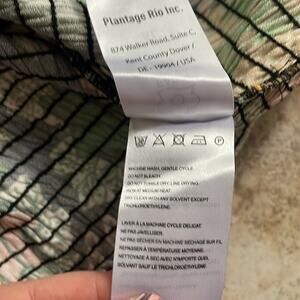 Plantage Rio Inc.
874 Walker Road, Suite C,
Kent County Dover /
DE - 19904 / USA
MACHINE WASH, GENTLE CYCLE
DO NOT BLEACH
DO NOT TUMBLE DRY, LINE DRYING.
IRON AT MEDIUM HEAT
DRY CLEAN WITH ANY SOLVENT EXCEPT
TRICHLOROETHYLENE.
LAVER À LA MACHINE CYCLE DELICAT.
NE PAS JAVELLISER.
NE PAS SÉCHER EN MACHINE SECHAGE SUR FIL.
REPASSER À TEMPÉRATURE MOYENNE.
NETTOYAGE À SEC AVEC N'IMPORTE QUEL
SOLVANT SAUF LE TRICHLOROETHYLENE.